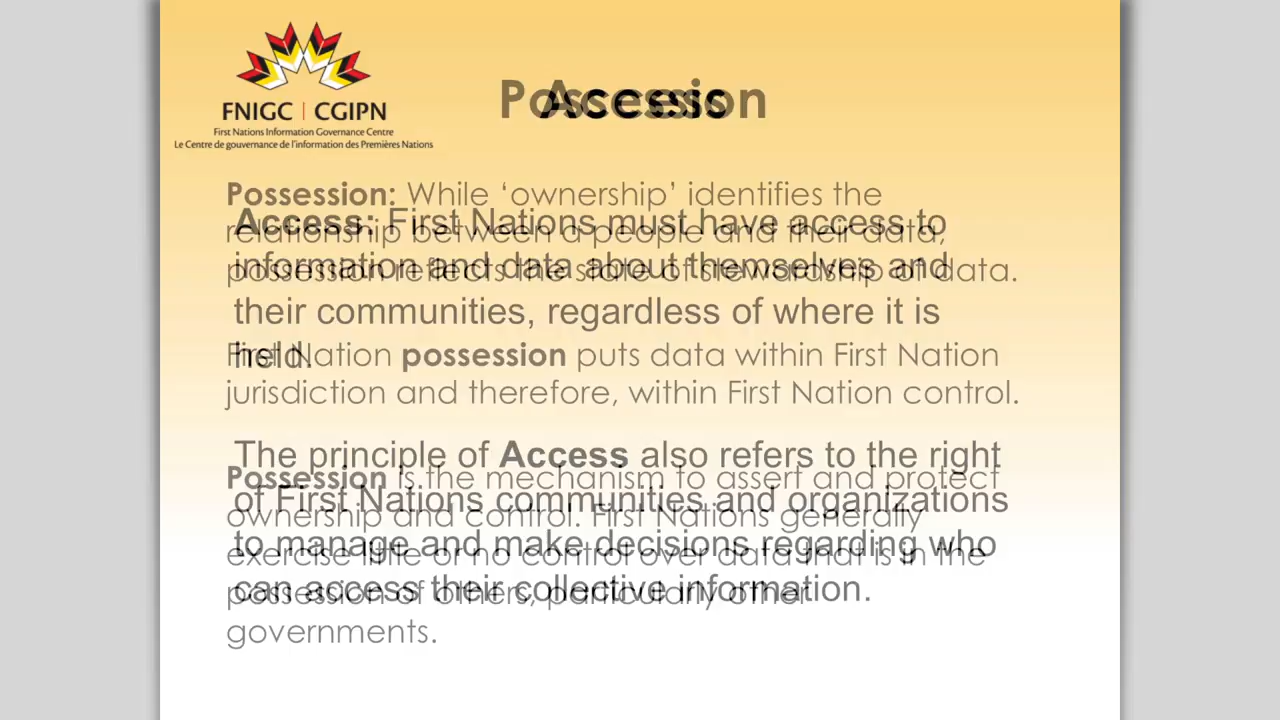 FNIGC | CGIPN
First Nations Information Governance Centre
Le Centre de gouvernance de l'information des Premières Nations
Access
Access: First Nations must have access to
information and data about themselves and
their communities, regardless of where it is
held.
The principle of Access also refers to the right
of First Nations communities and organizations
to manage and make decisions regarding who
can access their collective information.
Possession
Possession: While ‘ownership’ identifies the
relationship between a people and their data,
possession reflects the state of stewardship of data.
First Nation possession puts data within First Nation
jurisdiction and therefore, within First Nation control.
Possession is the mechanism to assert and protect
ownership and control. First Nations generally
exercise little or no control over data that is in the
possession of others, particularly other
governments.